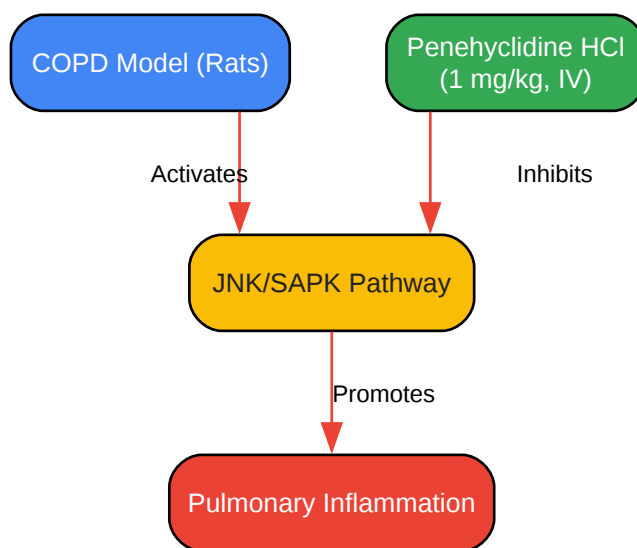 COPD Model (Rats)
Penehyclidine HCl
(1 mg/kg, IV)
Activates
Inhibits
JNK/SAPK Pathway
Promotes
Pulmonary Inflammation